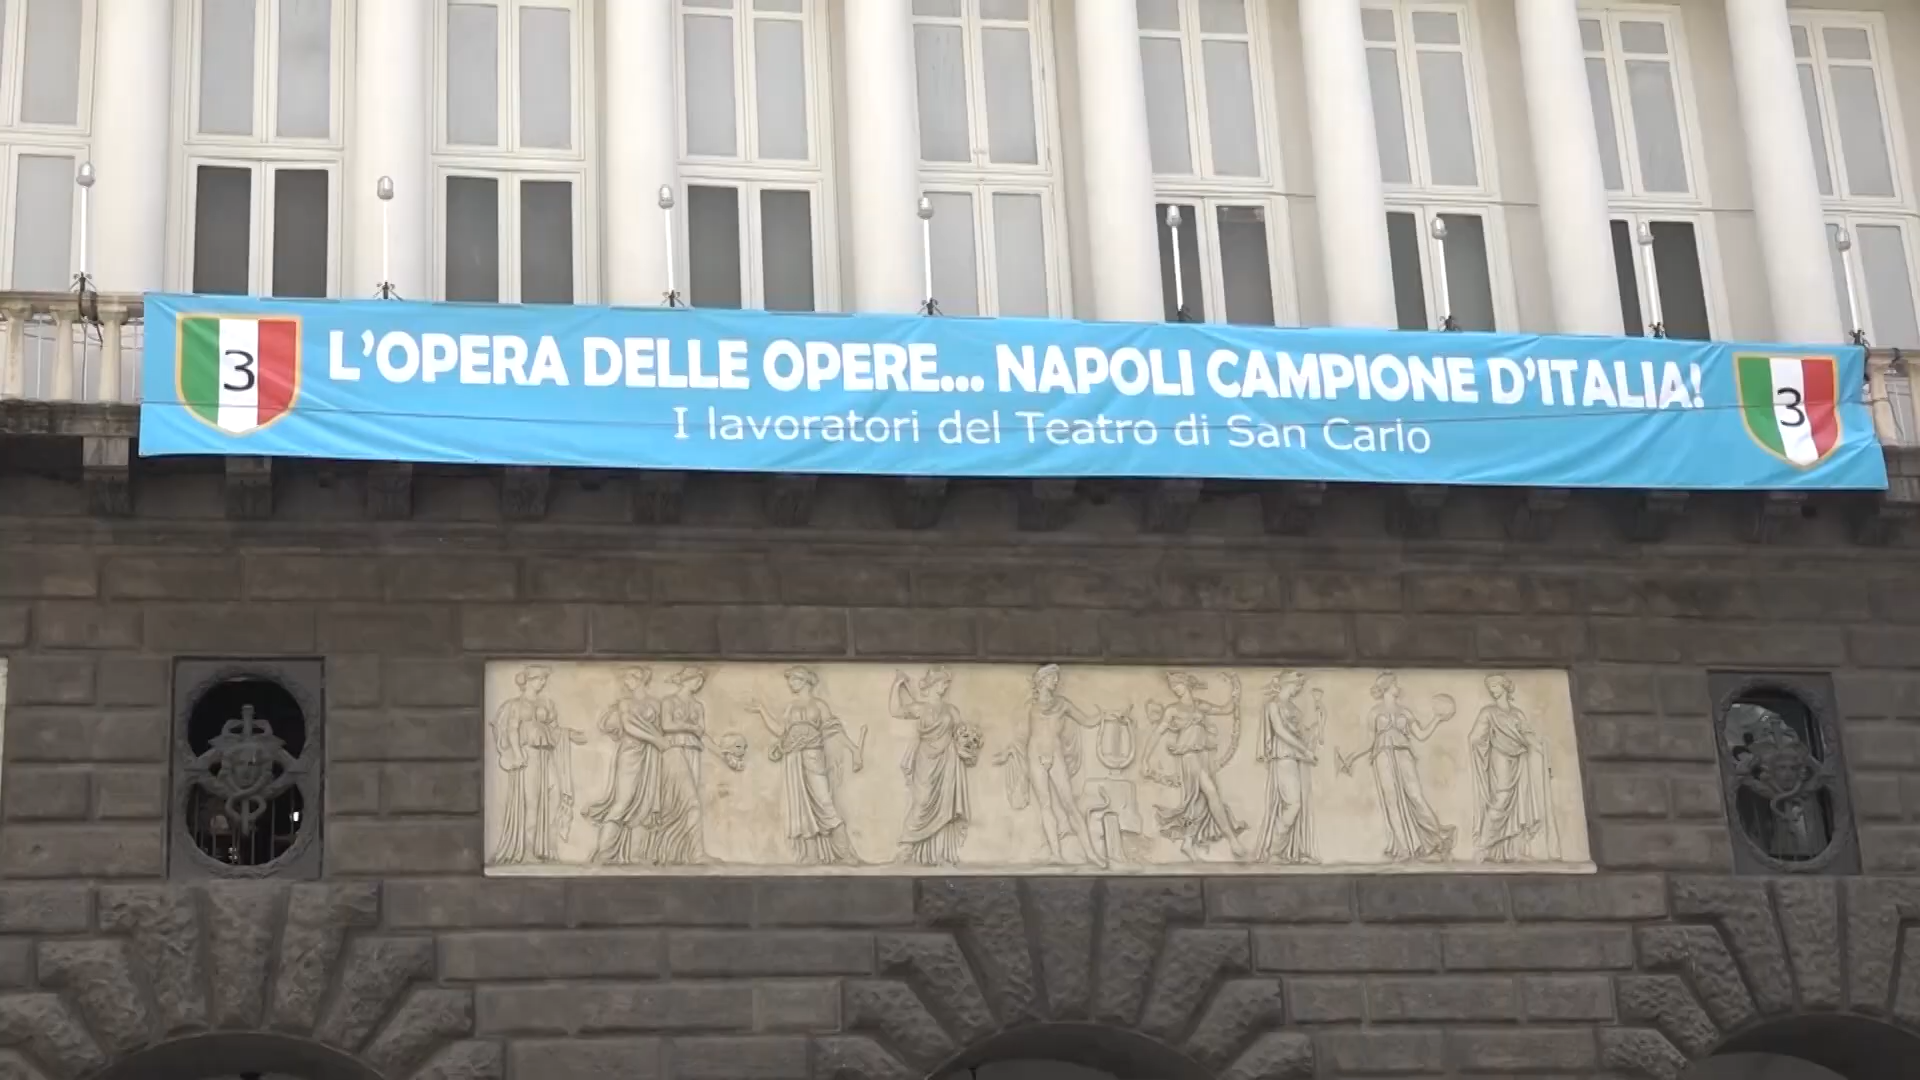 3
L'OPERA DELLE OPERE... NAPOLI CAMPIONE D'ITALIA!
I lavoratori del Teatro di San Carlo
3